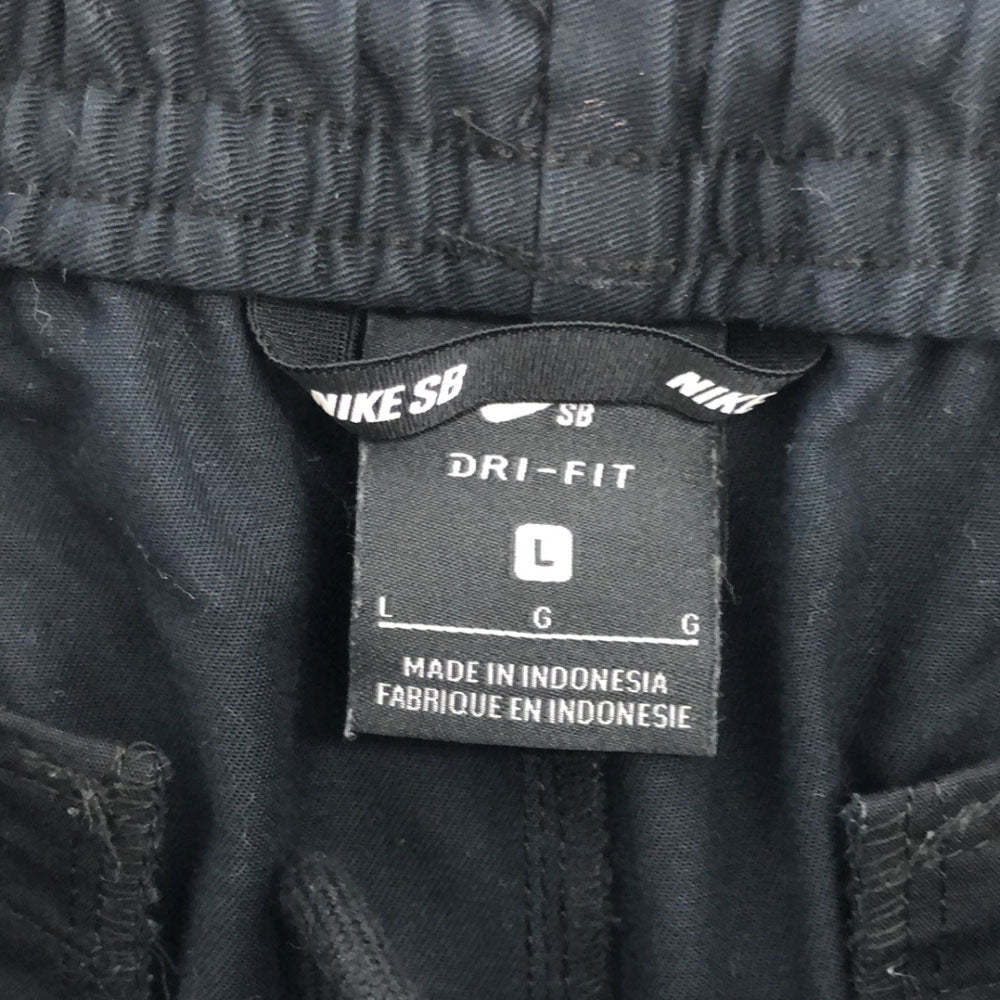 NIKE SB NIKE
SB
DRI-FIT
L
L G G
MADE IN INDONESIA
FABRIQUE EN INDONESIE